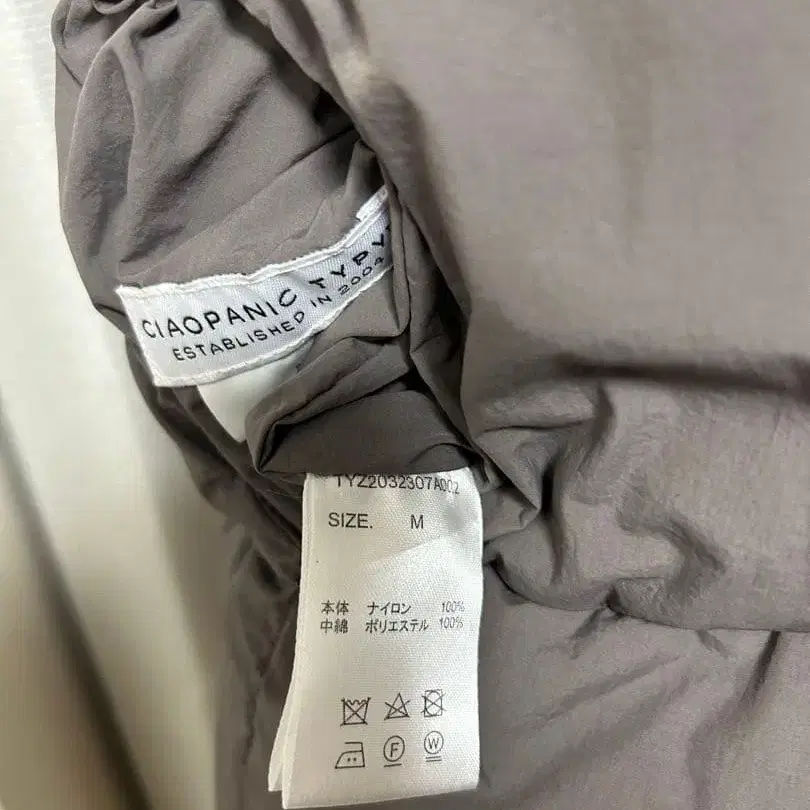 CIAOPANIC TYPY
ESTABLISHED IN 2004
TYZ2032307A002
SIZE. M
本体 ナイロン 100%
中綿 ポリエステル 100%
F
W